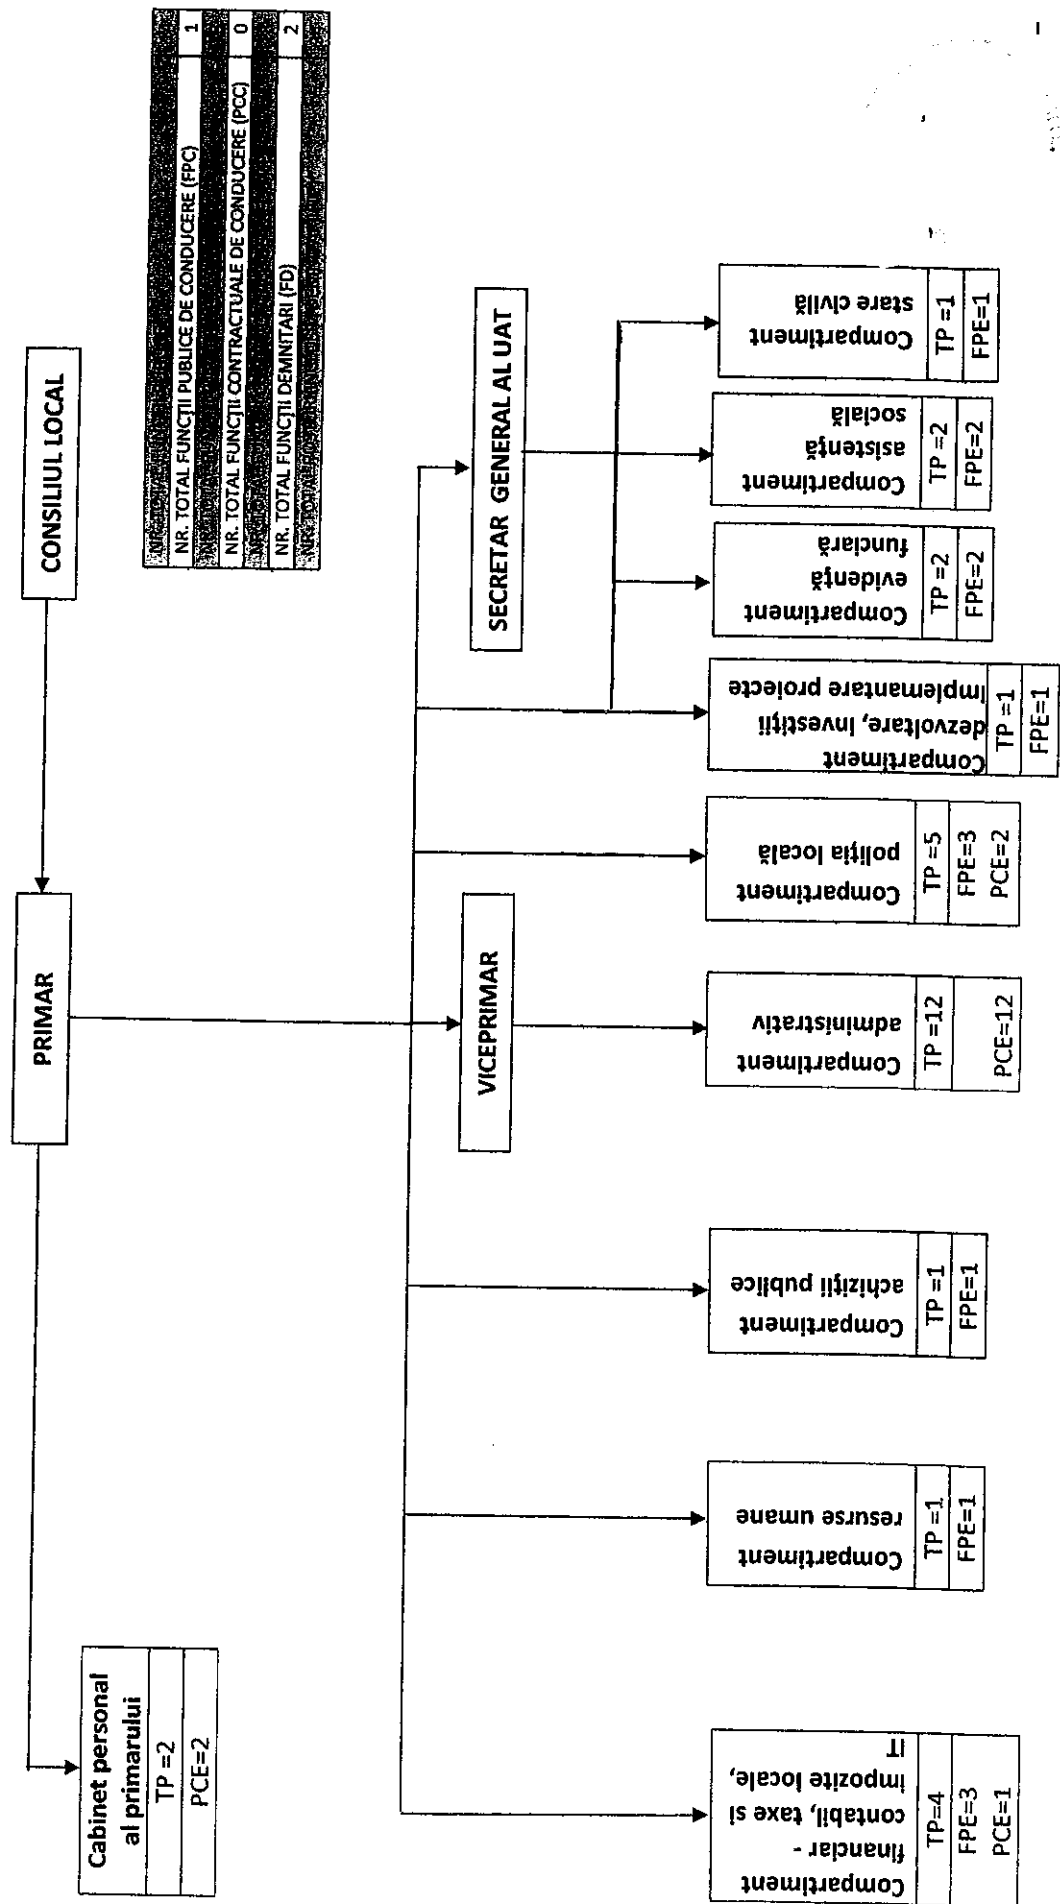 CONSILIUL LOCAL
PRIMAR
Cabinet personal
al primarului
TP =2
PCE=2
NR. TOTAL FUNCȚII PUBLICE DE CONDUCERE (FPC) 1
NR. TOTAL FUNCȚII CONTRACTUALE DE CONDUCERE (PCC) 0
NR. TOTAL FUNCȚII DEMNITARI (FD) 2
VICEPRIMAR
SECRETAR GENERAL AL UAT
Compartiment
financiar -
contabil, taxe si
impozite locale,
IT
TP=4
FPE=3
PCE=1
Compartiment
resurse umane
TP =1
FPE=1
Compartiment
achiziții publice
TP =1
FPE=1
Compartiment
administrativ
TP =12
PCE=12
Compartiment
poliția locală
TP =5
FPE=3
PCE=2
Compartiment
dezvoltare, Investiții
implemantare proiecte
TP =1
FPE=1
Compartiment
evidență
funciară
TP =2
FPE=2
Compartiment
asistență
socială
TP =2
FPE=2
Compartiment
stare civilă
TP =1
FPE=1